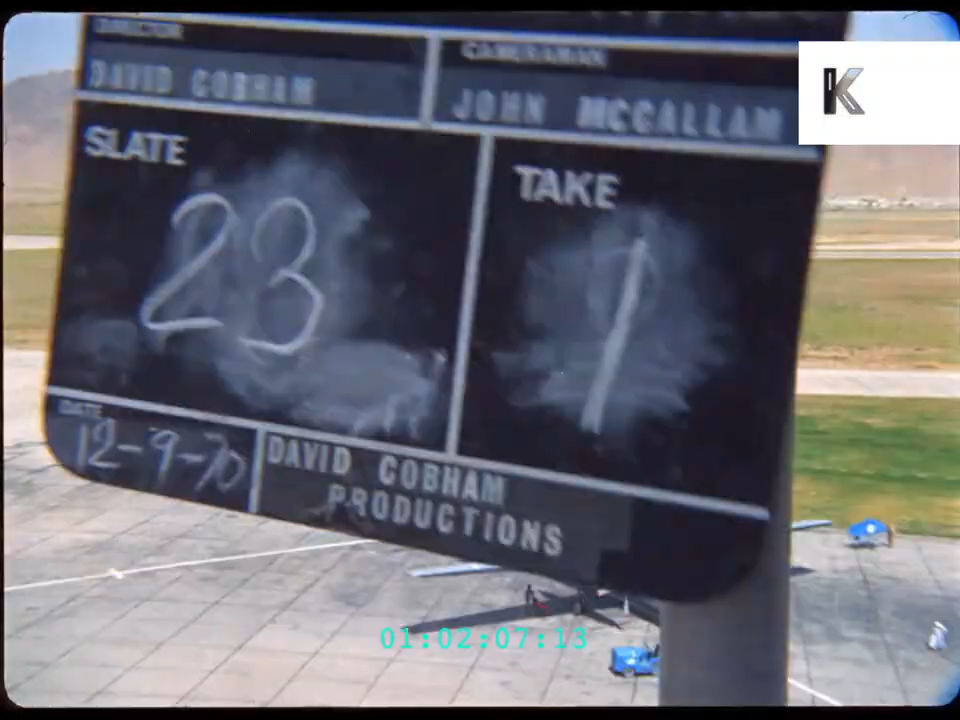 DIRECTOR
CAMERAMAN
DAVID COBHAM
JOHN MCCALLAM
SLATE
TAKE
23
1
DATE
12-9-70
DAVID COBHAM
PRODUCTIONS
01:02:07:13
K